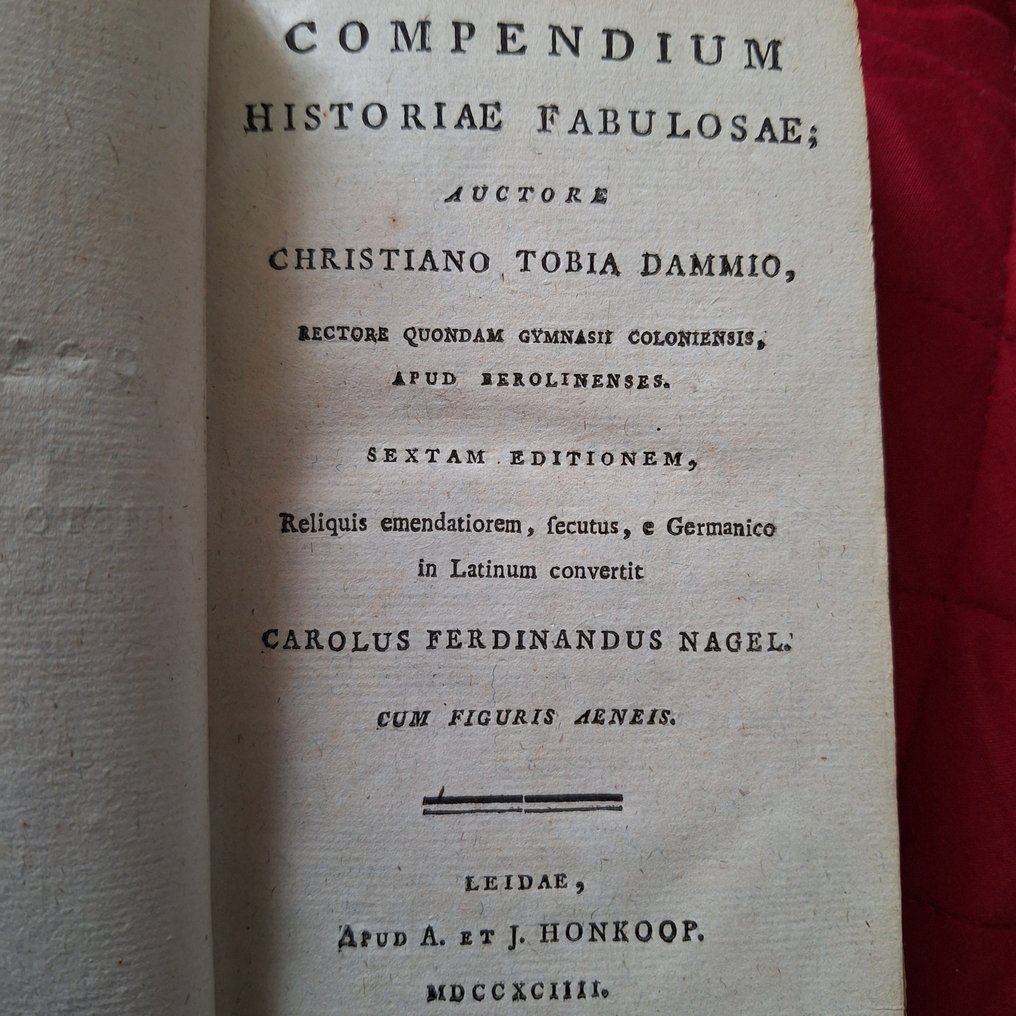 COMPENDIUM
HISTORIAE FABULOSAE;
AUCTORE
CHRISTIANO TOBIA DAMMIO,
RECTORE QUONDAM GYMNASII COLONIENSIS,
APUD BEROLINENSES.
SEXTAM EDITIONEM,
Reliquis emendatiorem, ſecutus, e Germanico
in Latinum convertit
CAROLUS FERDINANDUS NAGEL.
CUM FIGURIS AENEIS.
LEIDAE,
APUD A. ET J. HONKOOP.
MDCCXCIIII.